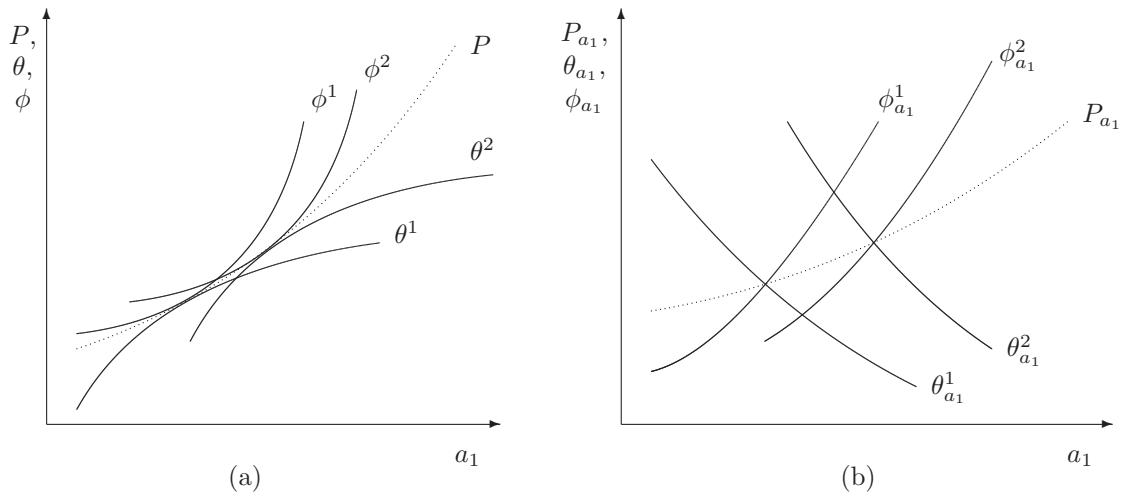 P,
θ,
ϕ
ϕ¹
ϕ²
P
θ²
θ¹
a₁
(a)
P_{a₁},
θ_{a₁},
ϕ_{a₁}
ϕ¹_{a₁}
ϕ²_{a₁}
P_{a₁}
θ²_{a₁}
θ¹_{a₁}
a₁
(b)